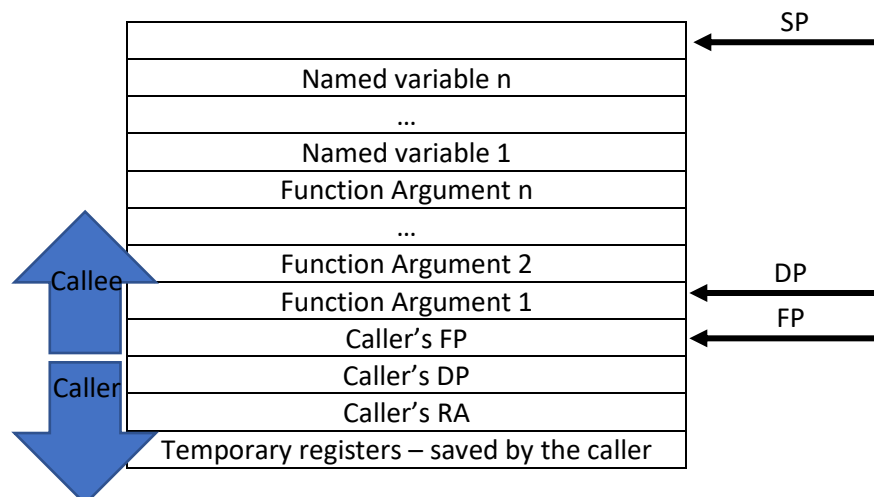 SP
Named variable n
…
Named variable 1
Function Argument n
…
Function Argument 2
Callee
DP
Function Argument 1
FP
Caller’s FP
Caller’s DP
Caller
Caller’s RA
Temporary registers – saved by the caller